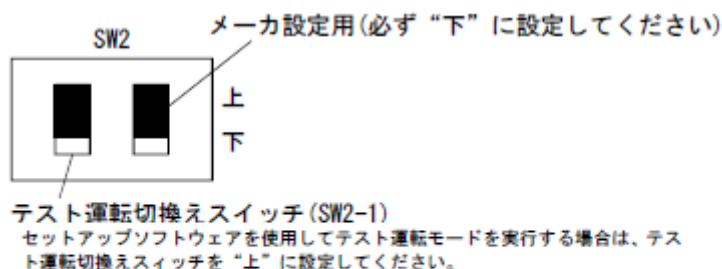 メーカ設定用(必ず“下”に設定してください)
SW2
上
下
テスト運転切換えスイッチ(SW2-1)
セットアップソフトウェアを使用してテスト運転モードを実行する場合は、テス
ト運転切換えスィッチを“上”に設定してください。